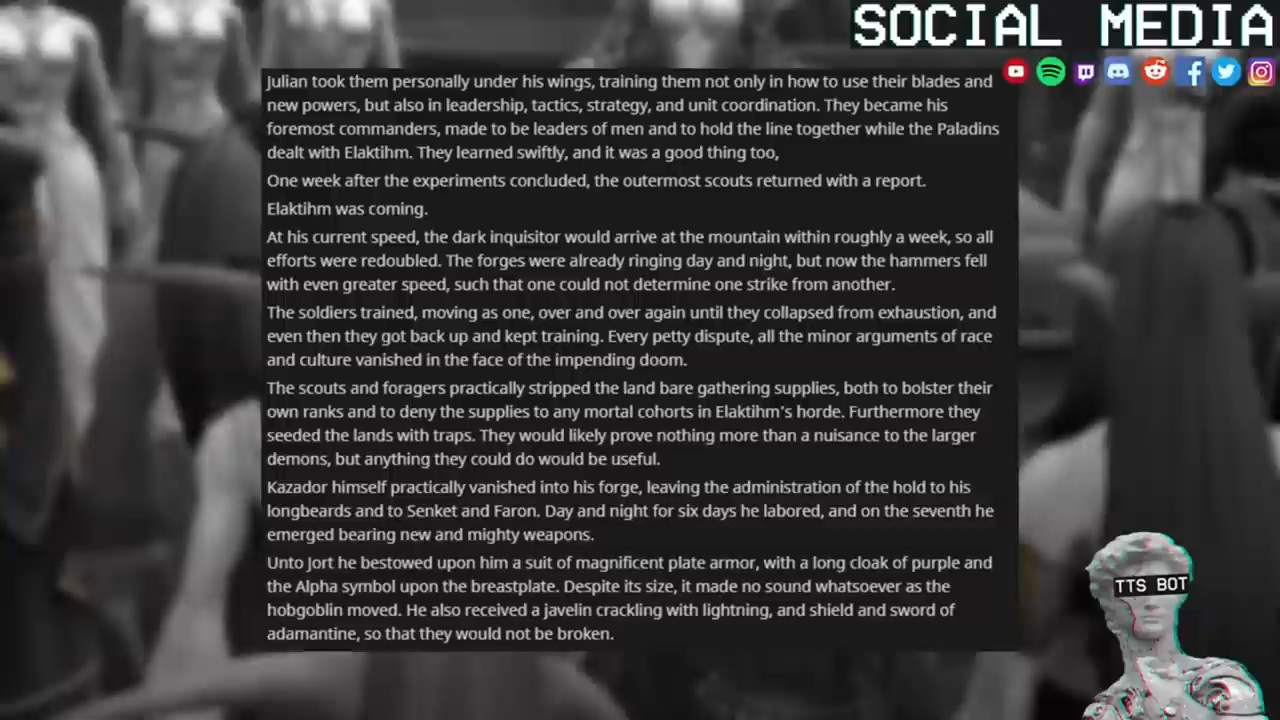 SOCIAL MEDIA
Julian took them personally under his wings, training them not only in how to use their blades and
new powers, but also in leadership, tactics, strategy, and unit coordination. They became his
foremost commanders, made to be leaders of men and to hold the line together while the Paladins
dealt with Elaktihm. They learned swiftly, and it was a good thing too,
One week after the experiments concluded, the outermost scouts returned with a report.
Elaktihm was coming.
At his current speed, the dark inquisitor would arrive at the mountain within roughly a week, so all
efforts were redoubled. The forges were already ringing day and night, but now the hammers fell
with even greater speed, such that one could not determine one strike from another.
The soldiers trained, moving as one, over and over again until they collapsed from exhaustion, and
even then they got back up and kept training. Every petty dispute, all the minor arguments of race
and culture vanished in the face of the impending doom.
The scouts and foragers practically stripped the land bare gathering supplies, both to bolster their
own ranks and to deny the supplies to any mortal cohorts in Elaktihm's horde. Furthermore they
seeded the lands with traps. They would likely prove nothing more than a nuisance to the larger
demons, but anything they could do would be useful.
Kazador himself practically vanished into his forge, leaving the administration of the hold to his
longbeards and to Senket and Faron. Day and night for six days he labored, and on the seventh he
emerged bearing new and mighty weapons.
Unto Jort he bestowed upon him a suit of magnificent plate armor, with a long cloak of purple and
the Alpha symbol upon the breastplate. Despite its size, it made no sound whatsoever as the
hobgoblin moved. He also received a javelin crackling with lightning, and shield and sword of
adamantine, so that they would not be broken.
TTS BOT